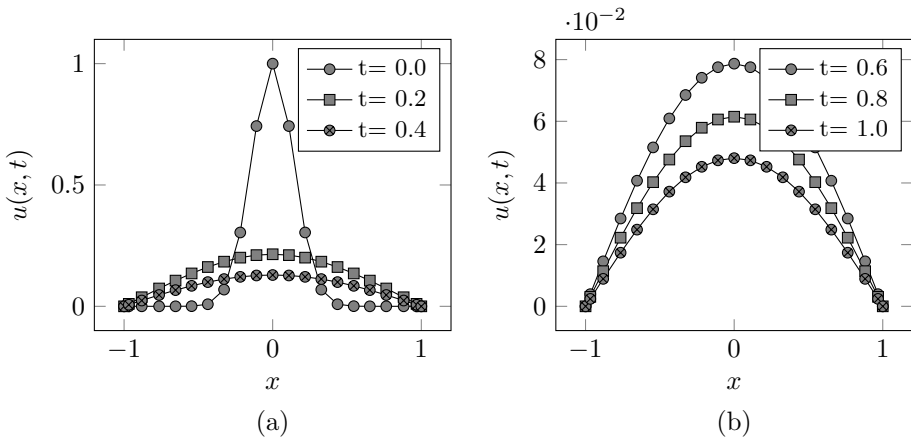 t= 0.0
t= 0.2
t= 0.4
1
0.5
0
−1
0
1
u(x, t)
x
(a)
·10⁻²
t= 0.6
t= 0.8
t= 1.0
8
6
4
2
0
−1
0
1
u(x, t)
x
(b)